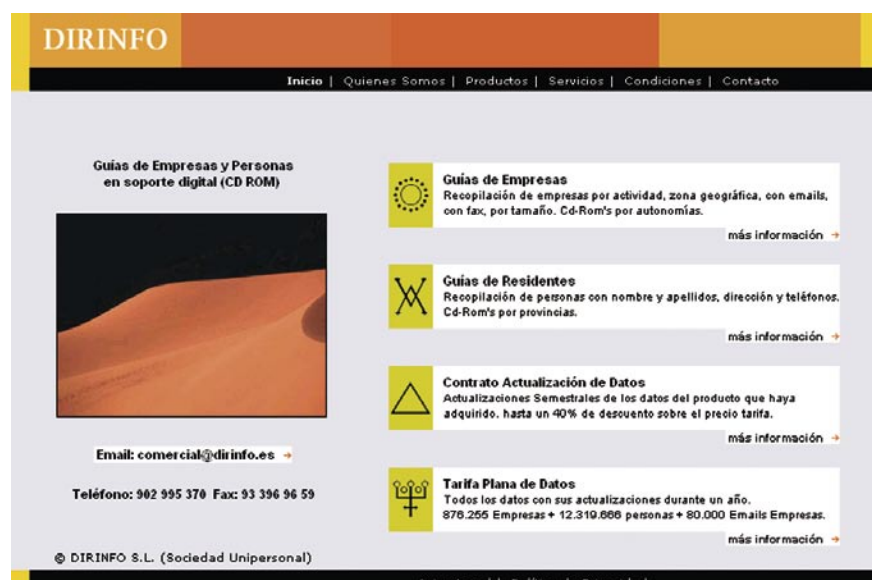 DIRINFO
Inicio | Quienes Somos | Productos | Servicios | Condiciones | Contacto
Guías de Empresas y Personas
en soporte digital (CD ROM)
Email: comercial@dirinfo.es
Teléfono: 902 995 370 Fax: 93 396 96 59
© DIRINFO S.L. (Sociedad Unipersonal)
Guías de Empresas
Recopilación de empresas por actividad, zona geográfica, con emails,
con fax, por tamaño. Cd-Rom's por autonomías.
más información
Guías de Residentes
Recopilación de personas con nombre y apellidos, dirección y teléfonos.
Cd-Rom's por provincias.
más información
Contrato Actualización de Datos
Actualizaciones Semestrales de los datos del producto que haya
adquirido. hasta un 40% de descuento sobre el precio tarifa.
más información
Tarifa Plana de Datos
Todos los datos con sus actualizaciones durante un año.
876.255 Empresas + 12.319.666 personas + 80.000 Emails Empresas.
más información